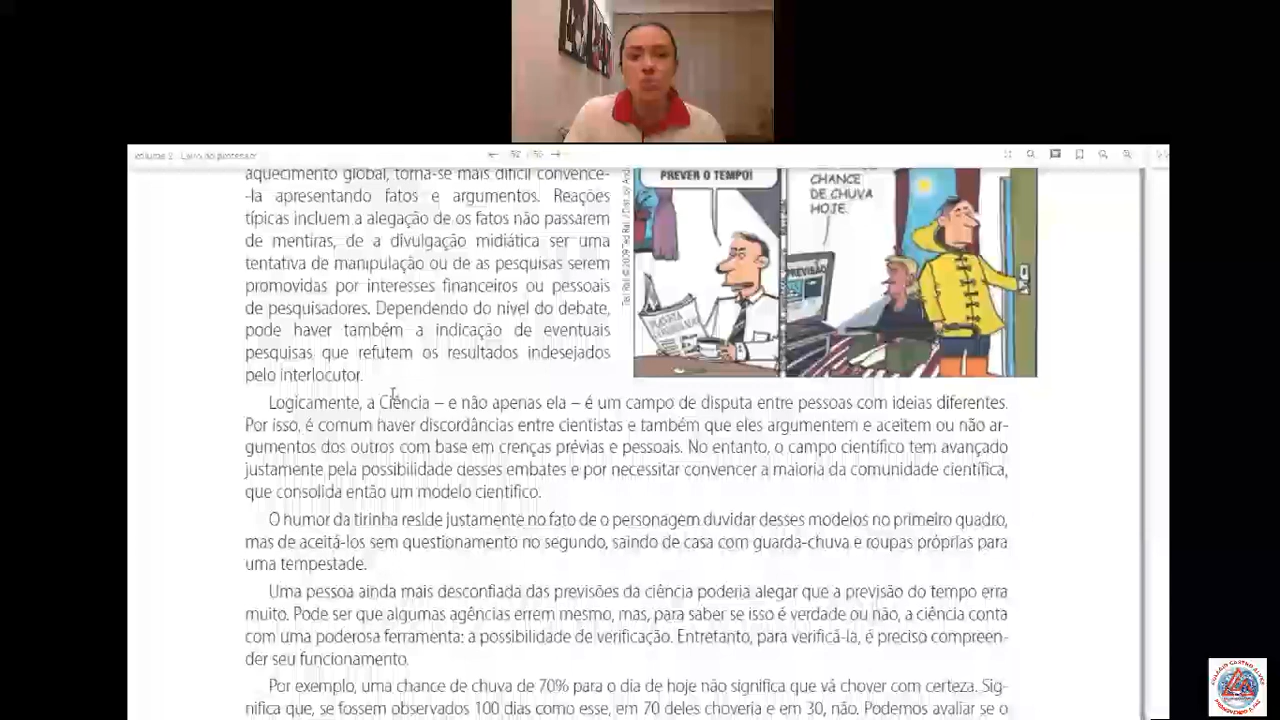 Volume 2 - Livro do professor
aquecimento global, torna-se mais difícil convence-
-la apresentando fatos e argumentos. Reações
típicas incluem a alegação de os fatos não passarem
de mentiras, de a divulgação midiática ser uma
tentativa de manipulação ou de as pesquisas serem
promovidas por interesses financeiros ou pessoais
de pesquisadores. Dependendo do nível do debate,
pode haver também a indicação de eventuais
pesquisas que refutem os resultados indesejados
pelo interlocutor.
PREVER O TEMPO!
CHANCE
DE CHUVA
HOJE.
PREVISÃO
Logicamente, a Ciência – e não apenas ela – é um campo de disputa entre pessoas com ideias diferentes.
Por isso, é comum haver discordâncias entre cientistas e também que eles argumentem e aceitem ou não ar-
gumentos dos outros com base em crenças prévias e pessoais. No entanto, o campo científico tem avançado
justamente pela possibilidade desses embates e por necessitar convencer a maioria da comunidade científica,
que consolida então um modelo científico.
O humor da tirinha reside justamente no fato de o personagem duvidar desses modelos no primeiro quadro,
mas de aceitá-los sem questionamento no segundo, saindo de casa com guarda-chuva e roupas próprias para
uma tempestade.
Uma pessoa ainda mais desconfiada das previsões da ciência poderia alegar que a previsão do tempo erra
muito. Pode ser que algumas agências errem mesmo, mas, para saber se isso é verdade ou não, a ciência conta
com uma poderosa ferramenta: a possibilidade de verificação. Entretanto, para verificá-la, é preciso compreen-
der seu funcionamento.
Por exemplo, uma chance de chuva de 70% para o dia de hoje não significa que vá chover com certeza. Sig-
nifica que, se fossem observados 100 dias como esse, em 70 deles choveria e em 30, não. Podemos avaliar se o